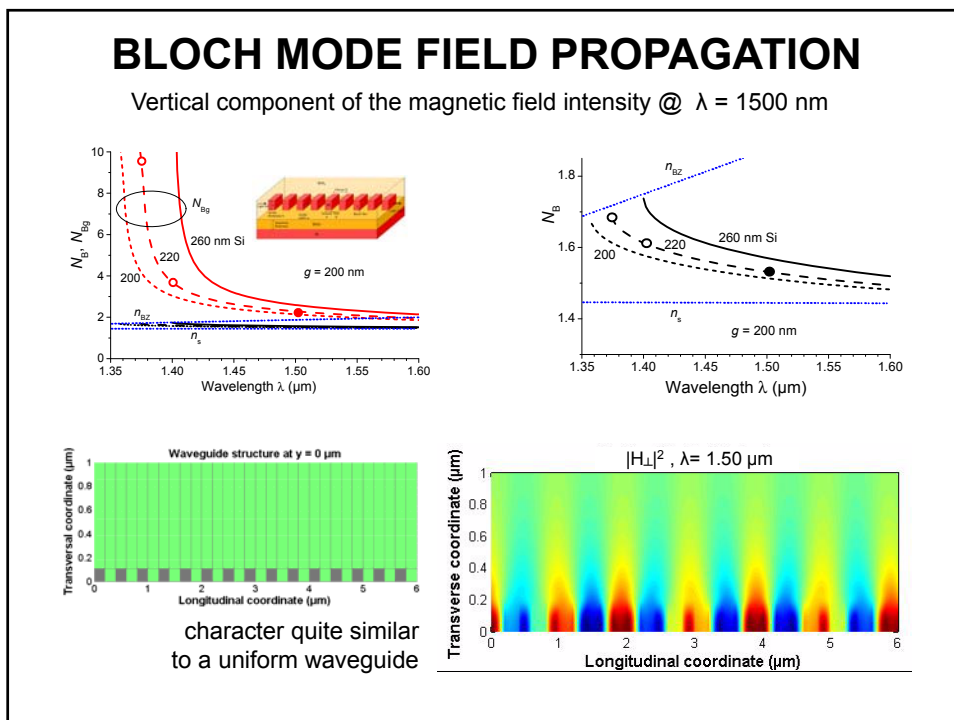 BLOCH MODE FIELD PROPAGATION
Vertical component of the magnetic field intensity @ λ = 1500 nm
10
8
6
4
2
0
N_B, N_Bg
N_Bg
260 nm Si
220
200
g = 200 nm
n_BZ
n_s
1.35
1.40
1.45
1.50
1.55
1.60
Wavelength λ (µm)
1.8
1.6
1.4
N_B
n_BZ
260 nm Si
220
200
n_s
g = 200 nm
1.35
1.40
1.45
1.50
1.55
1.60
Wavelength λ (µm)
Waveguide structure at y = 0 µm
Transversal coordinate (µm)
1
0.8
0.6
0.4
0.2
0
0
1
2
3
4
5
6
Longitudinal coordinate (µm)
character quite similar
to a uniform waveguide
|H⊥|² , λ= 1.50 µm
Transverse coordinate (µm)
1
0.8
0.6
0.4
0.2
0
0
1
2
3
4
5
6
Longitudinal coordinate (µm)